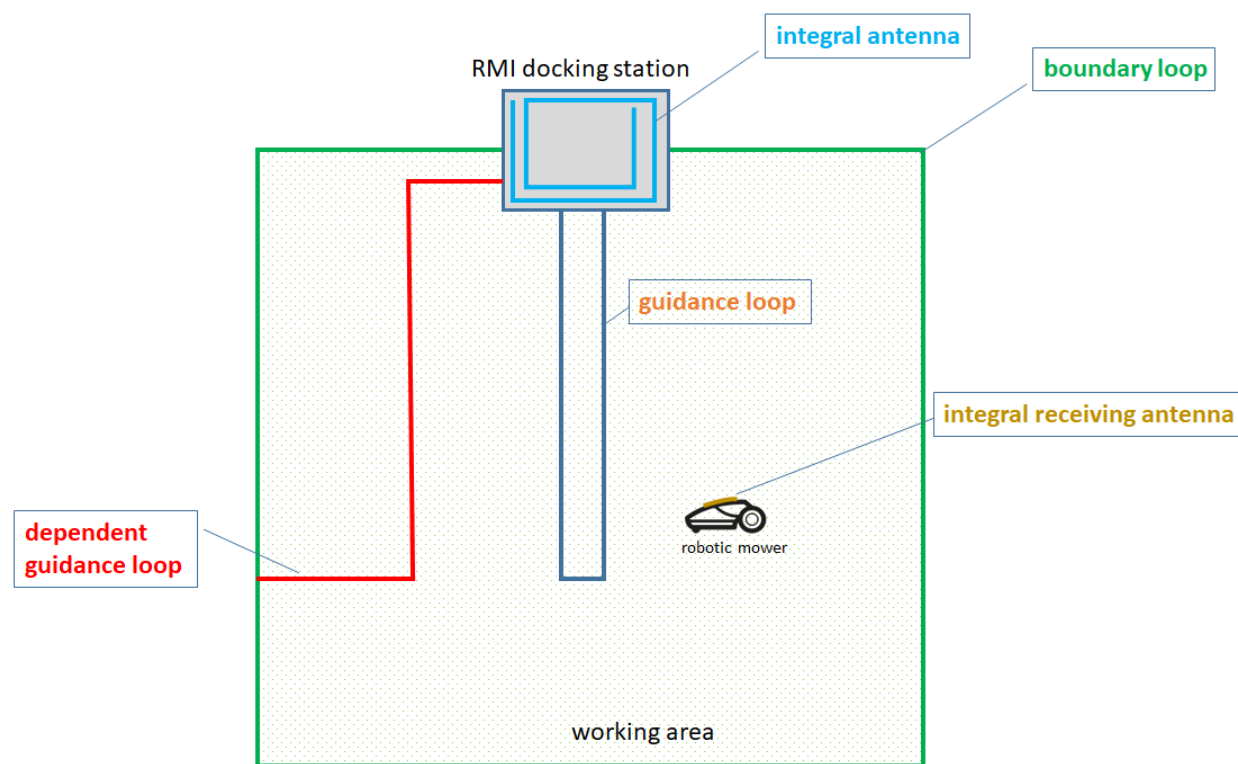 integral antenna
RMI docking station
boundary loop
guidance loop
integral receiving antenna
dependent
guidance loop
robotic mower
working area